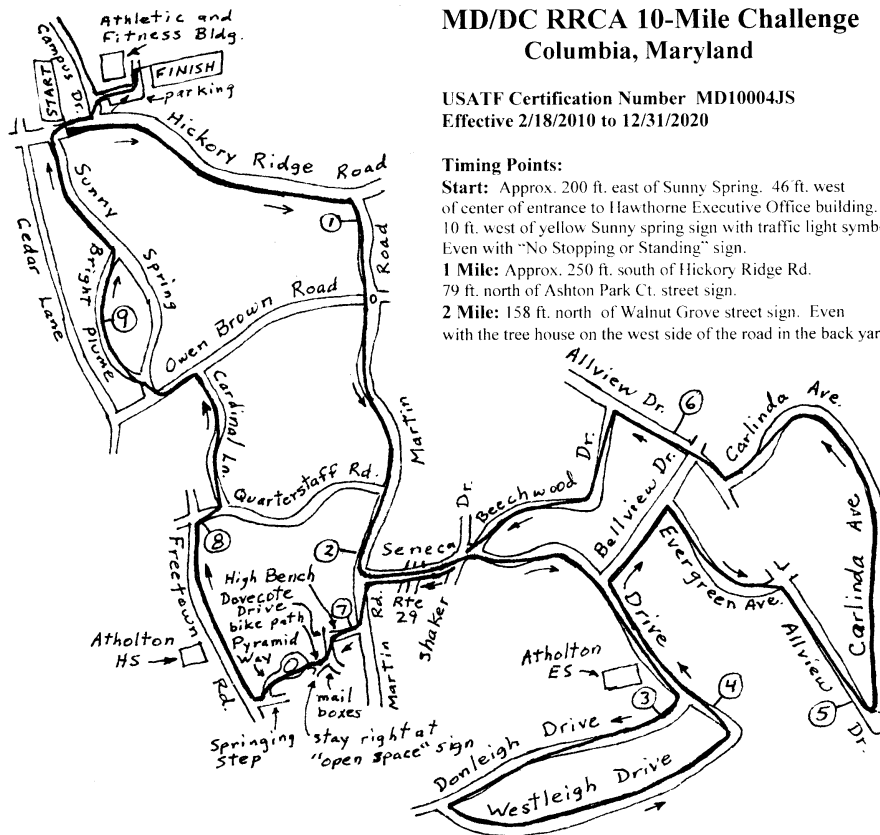 MD/DC RRCA 10-Mile Challenge
Columbia, Maryland
USATF Certification Number MD10004JS
Effective 2/18/2010 to 12/31/2020
Timing Points:
Start: Approx. 200 ft. east of Sunny Spring. 46 ft. west
of center of entrance to Hawthorne Executive Office building.
10 ft. west of yellow Sunny spring sign with traffic light symb
Even with “No Stopping or Standing” sign.
1 Mile: Approx. 250 ft. south of Hickory Ridge Rd.
79 ft. north of Ashton Park Ct. street sign.
2 Mile: 158 ft. north of Walnut Grove street sign. Even
with the tree house on the west side of the road in the back yar
Athletic and
Fitness Bldg.
Campus Dr.
START
FINISH
parking
Hickory Ridge Road
Sunny
Spring
Cedar Lane
Bright
Plume
9
1
Road
Owen Brown Road
Cardinal Ln.
Martin
Quarterstaff Rd.
8
2
Freetown
Rd.
Atholton
HS
High Bench
Dovecote
Drive
bike path
Pyramid
Way
7
mail
boxes
Springing
step
stay right at
"open space" sign
Martin Rd.
Seneca
Dr.
Rte
29
Shaker
Beechwood Dr.
Allview Dr.
6
Bellview Dr.
Carlinda Ave.
Carlinda Ave
Evergreen Ave.
Allview
Dr.
5
Drive
Atholton
ES
3
4
Donleigh Drive
Westleigh Drive